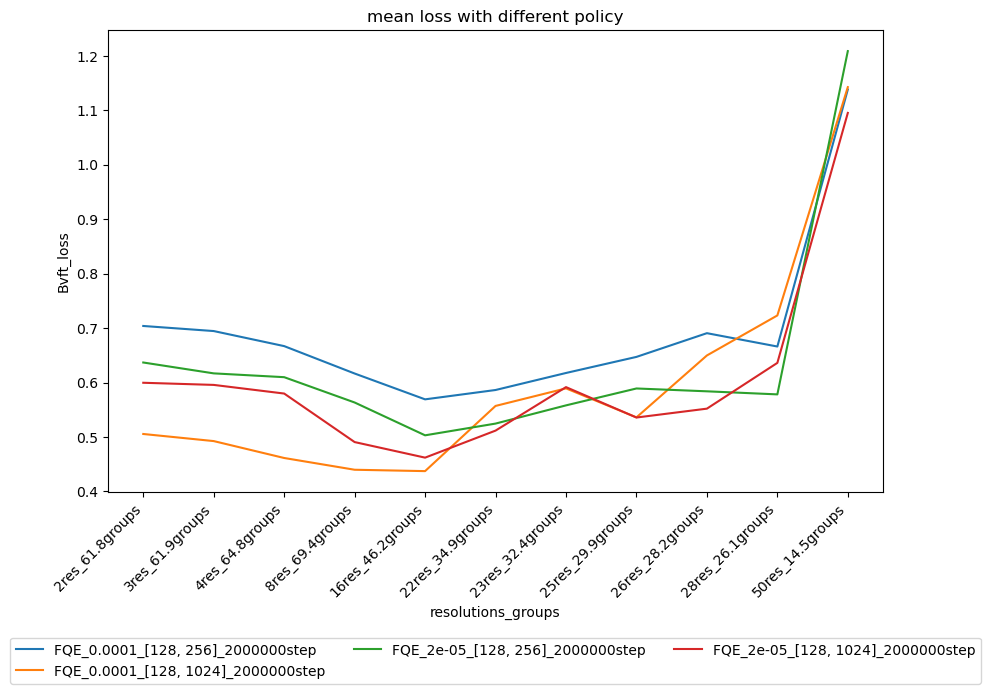 mean loss with different policy
Bvft_loss
1.2
1.1
1.0
0.9
0.8
0.7
0.6
0.5
0.4
2res_61.8groups
3res_61.9groups
4res_64.8groups
8res_69.4groups
16res_46.2groups
22res_34.9groups
23res_32.4groups
25res_29.9groups
26res_28.2groups
28res_26.1groups
50res_14.5groups
resolutions_groups
FQE_0.0001_[128, 256]_2000000step
FQE_0.0001_[128, 1024]_2000000step
FQE_2e-05_[128, 256]_2000000step
FQE_2e-05_[128, 1024]_2000000step